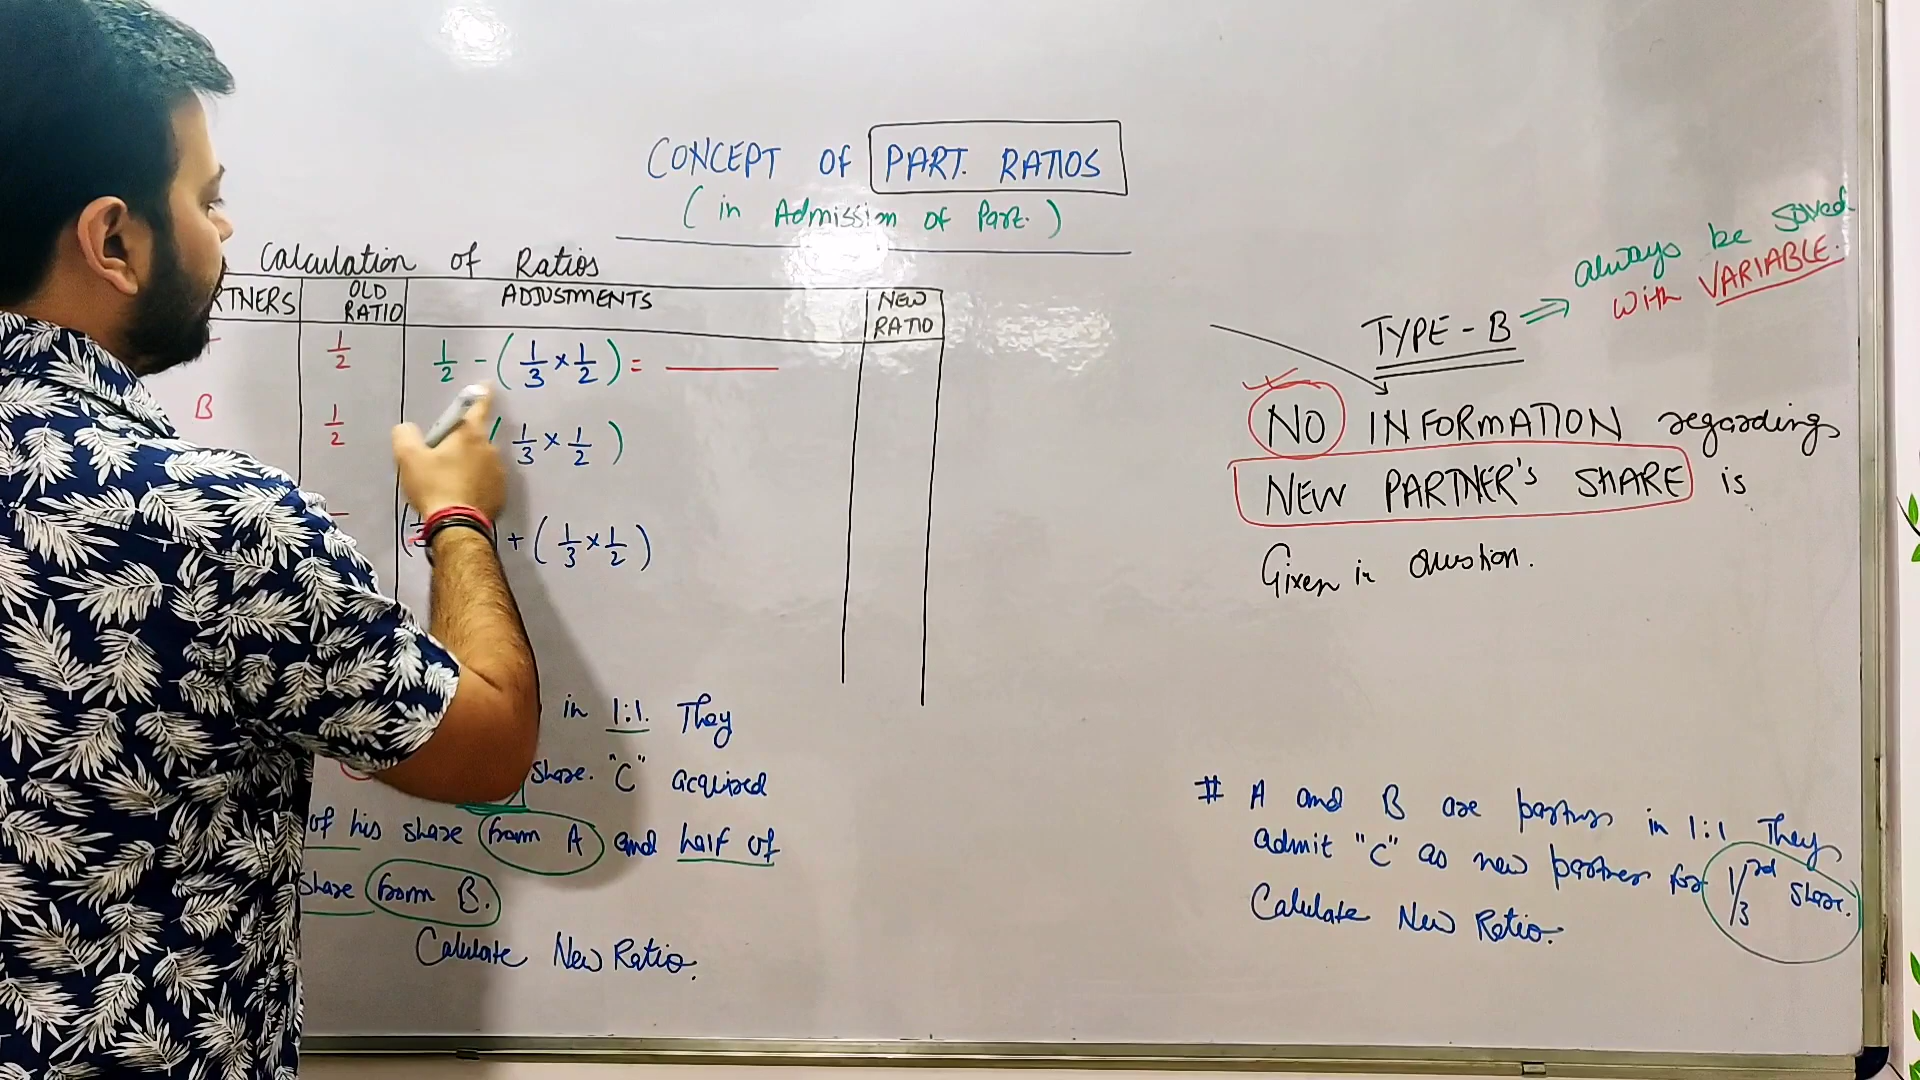 CONCEPT OF PART. RATIOS
(in Admission of Part.)
Calculation of Ratios
RTNERS OLD RATIO ADJUSTMENTS NEW RATIO
1/2 1/2 - (1/3 × 1/2) =
B 1/2 ( 1/3 × 1/2 )
( + (1/3 × 1/2)
in 1:1. They
share. "C" acquired
of his share from A and half of
share from B.
Calculate New Ratio.
always be solved
with VARIABLE.
TYPE - B ⇒
NO INFORMATION regarding
NEW PARTNER'S SHARE is
Given in question.
# A and B are partners in 1:1 They
admit "C" as new partner for 1/3rd share.
Calculate New Ratio.